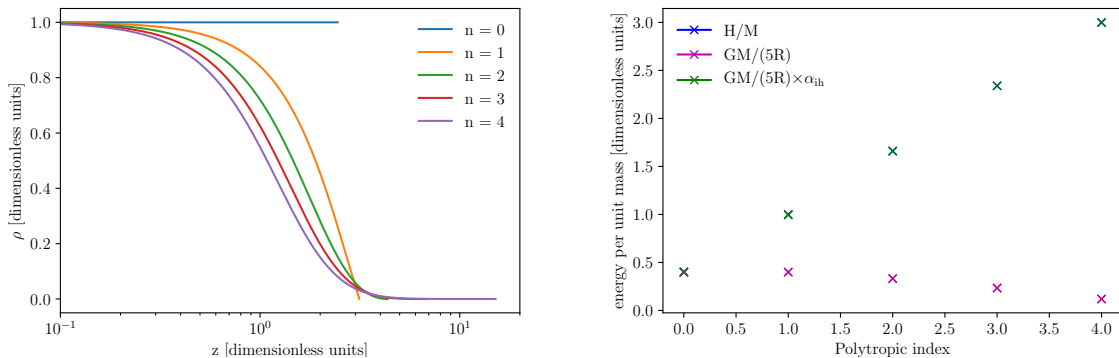 ρ [dimensionless units]
1.0
0.8
0.6
0.4
0.2
0.0
n = 0
n = 1
n = 2
n = 3
n = 4
10⁻¹ 10⁰ 10¹
z [dimensionless units]
energy per unit mass [dimensionless units]
3.0
2.5
2.0
1.5
1.0
0.5
0.0
H/M
GM/(5R)
GM/(5R)×αih
0.0 0.5 1.0 1.5 2.0 2.5 3.0 3.5 4.0
Polytropic index